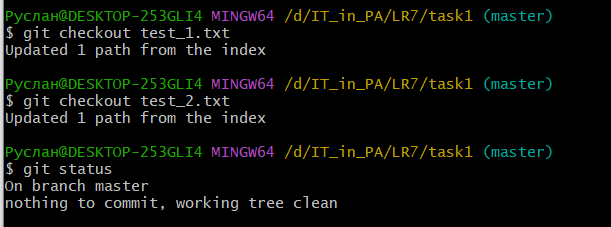 Руслан@DESKTOP-253GLI4 MINGW64 /d/IT_in_PA/LR7/task1 (master)
$ git checkout test_1.txt
Updated 1 path from the index
Руслан@DESKTOP-253GLI4 MINGW64 /d/IT_in_PA/LR7/task1 (master)
$ git checkout test_2.txt
Updated 1 path from the index
Руслан@DESKTOP-253GLI4 MINGW64 /d/IT_in_PA/LR7/task1 (master)
$ git status
On branch master
nothing to commit, working tree clean